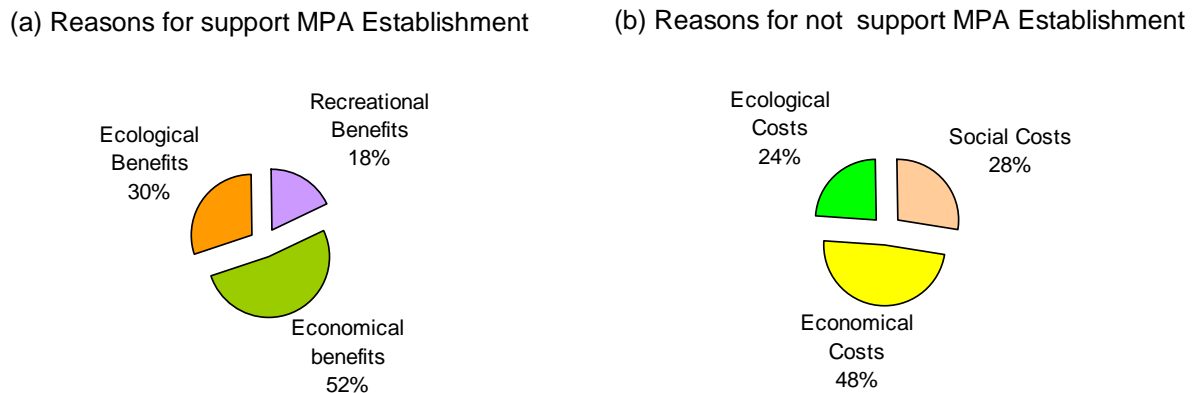 (a) Reasons for support MPA Establishment
Recreational
Benefits
18%
Ecological
Benefits
30%
Economical
benefits
52%
(b) Reasons for not  support MPA Establishment
Ecological
Costs
24%
Social Costs
28%
Economical
Costs
48%